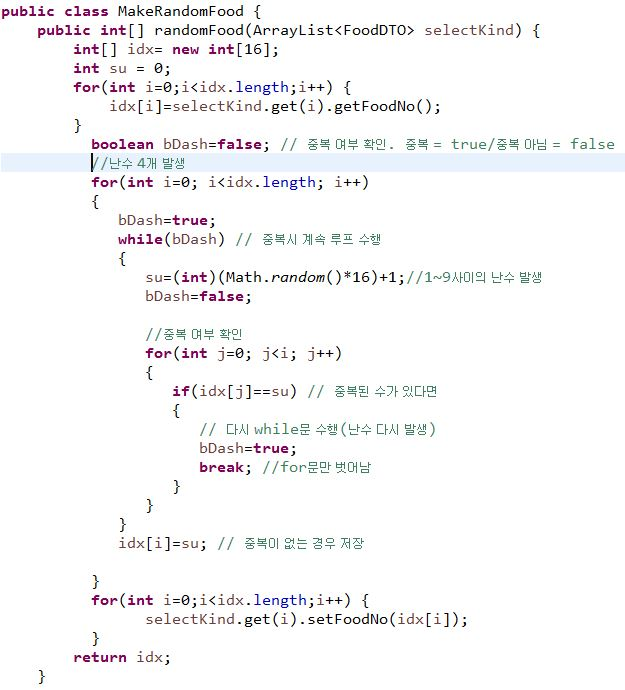 public class MakeRandomFood {
public int[] randomFood(ArrayList<FoodDTO> selectKind) {
int[] idx= new int[16];
int su = 0;
for(int i=0;i<idx.length;i++) {
idx[i]=selectKind.get(i).getFoodNo();
}
boolean bDash=false; // 중복 여부 확인. 중복 = true/중복 아님 = false
//난수 4개 발생
for(int i=0; i<idx.length; i++)
{
bDash=true;
while(bDash) // 중복시 계속 루프 수행
{
su=(int)(Math.random()*16)+1;//1~9사이의 난수 발생
bDash=false;
//중복 여부 확인
for(int j=0; j<i; j++)
{
if(idx[j]==su) // 중복된 수가 있다면
{
// 다시 while문 수행(난수 다시 발생)
bDash=true;
break; //for문만 벗어남
}
}
}
idx[i]=su; // 중복이 없는 경우 저장
}
for(int i=0;i<idx.length;i++) {
selectKind.get(i).setFoodNo(idx[i]);
}
return idx;
}